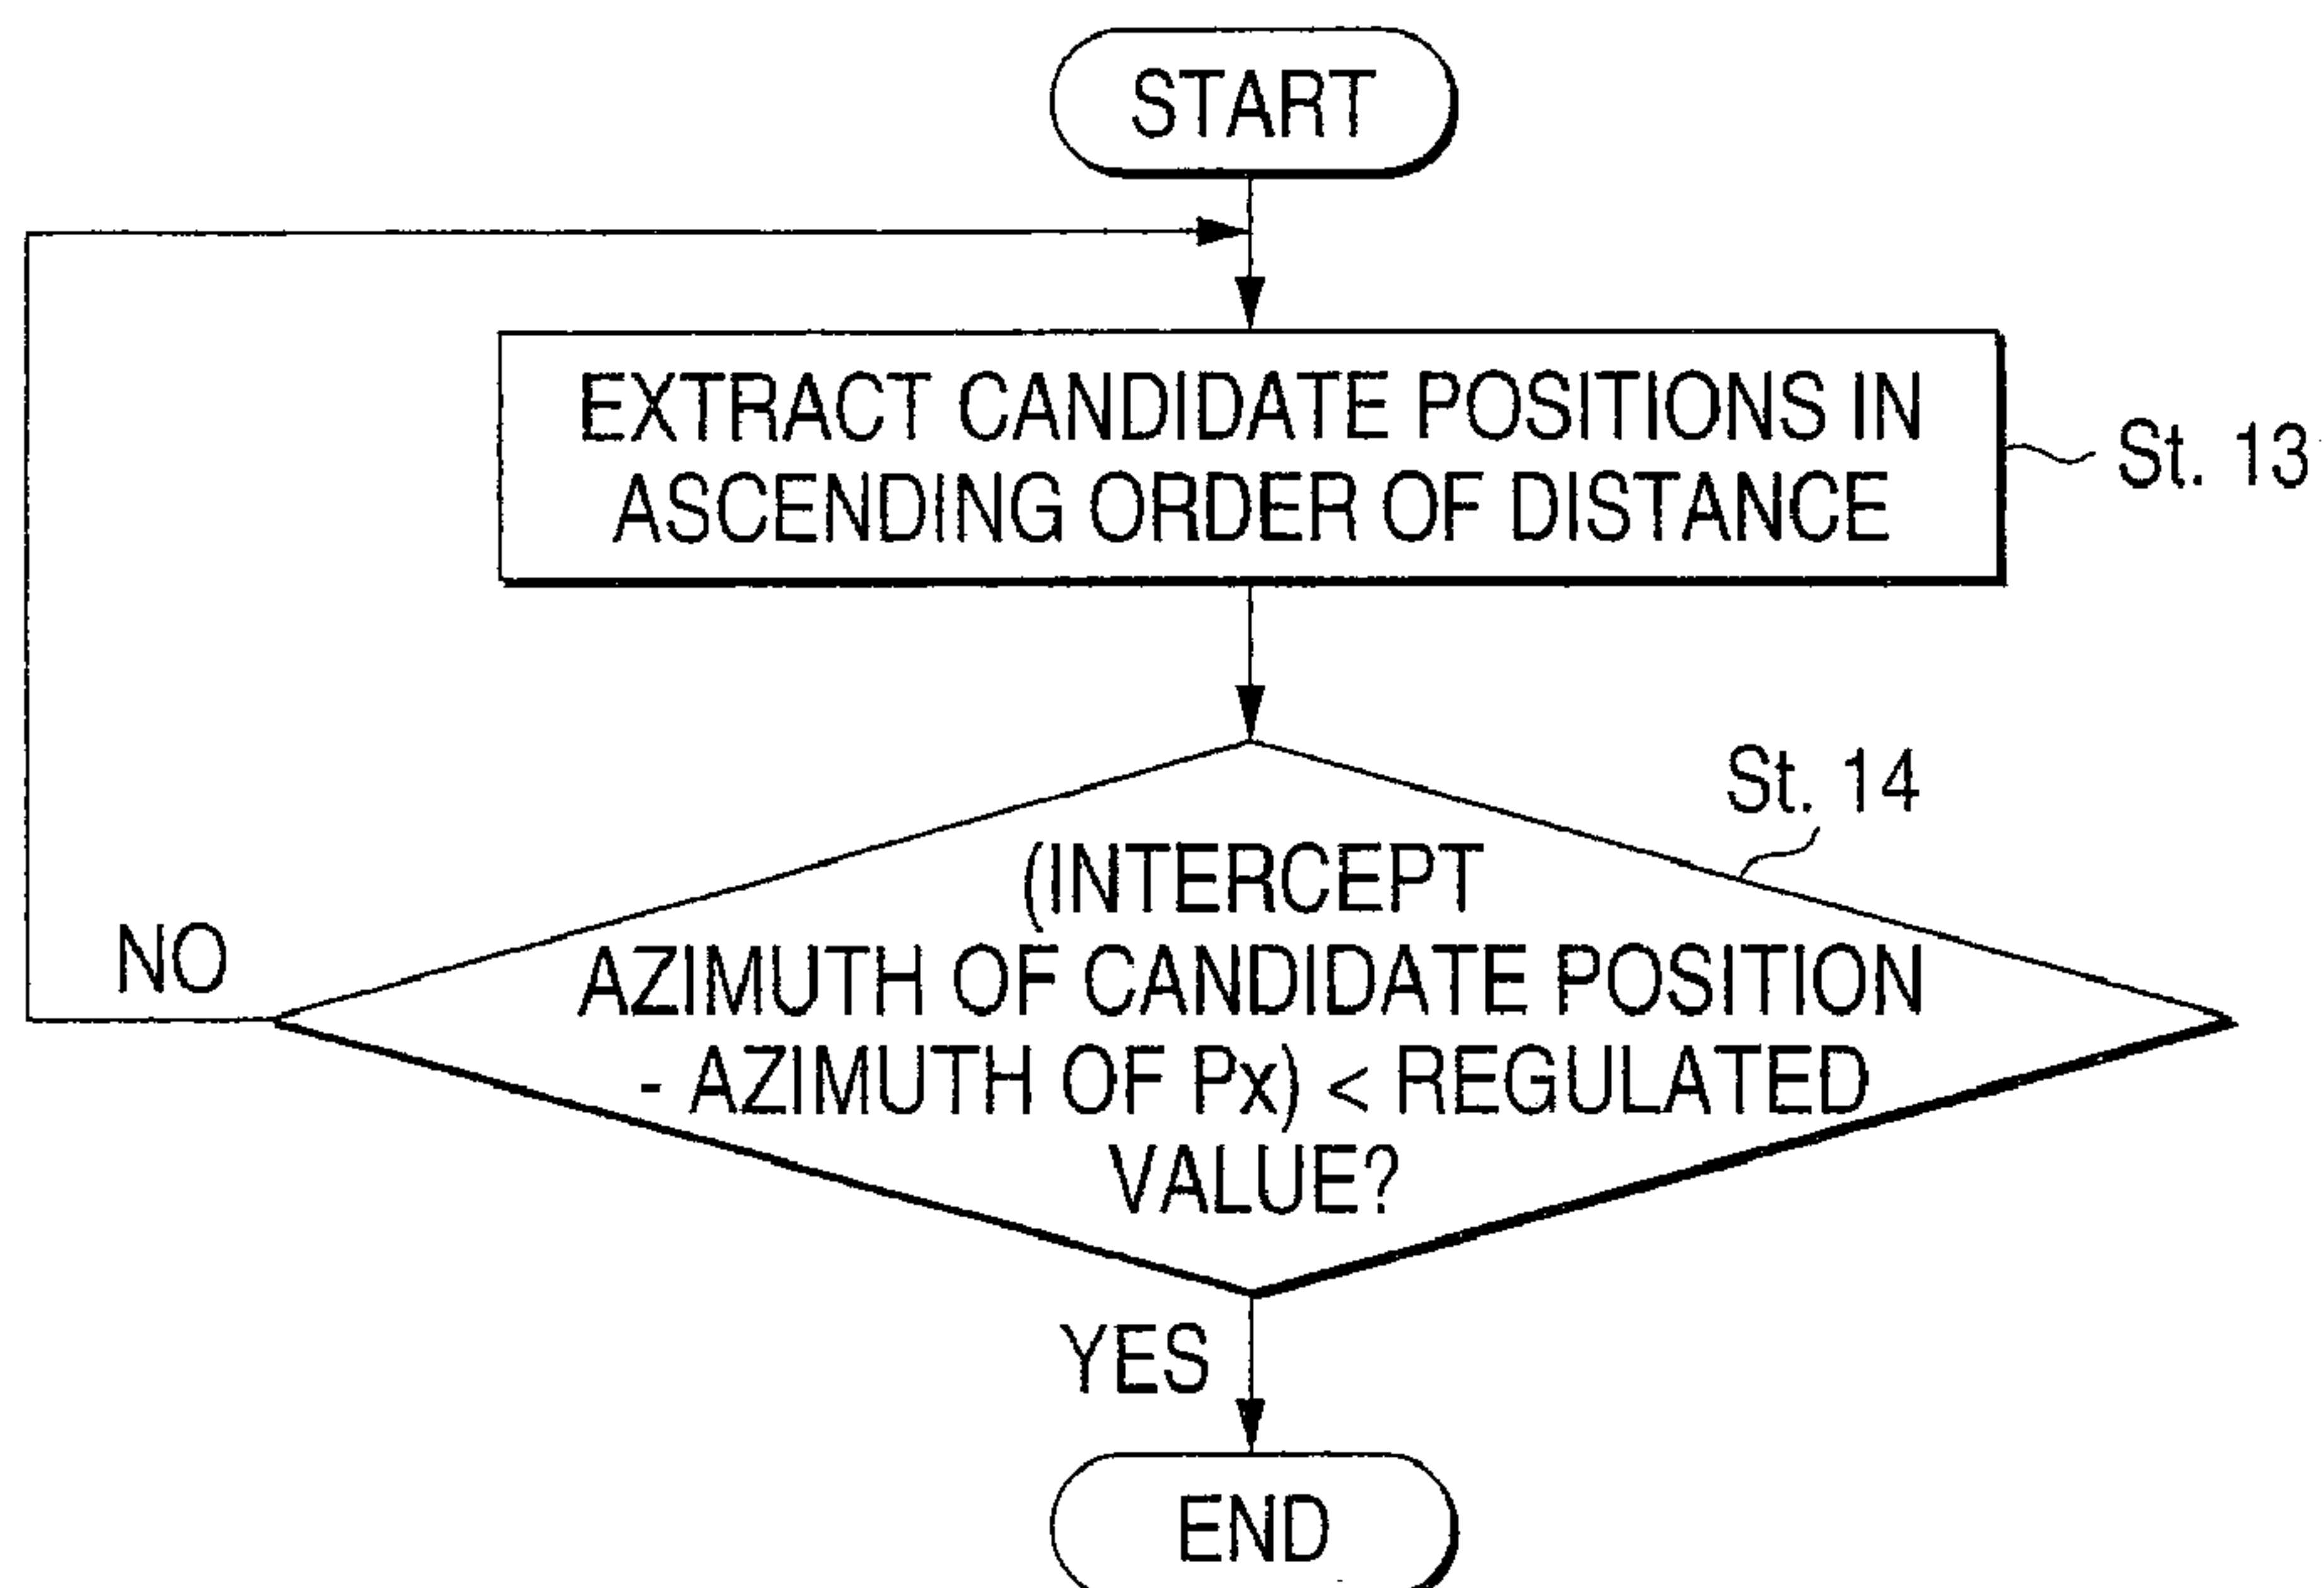 START
EXTRACT CANDIDATE POSITIONS IN
ASCENDING ORDER OF DISTANCE
St. 13
St. 14
(INTERCEPT
AZIMUTH OF CANDIDATE POSITION
- AZIMUTH OF Px) < REGULATED
VALUE?
NO
YES
END